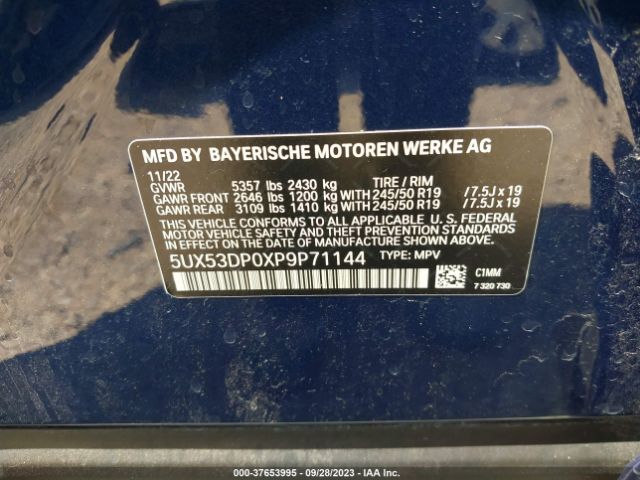 MFD BY BAYERISCHE MOTOREN WERKE AG
11/22
GVWR 5357 lbs 2430 kg TIRE / RIM
GAWR FRONT 2646 lbs 1200 kg WITH 245/50 R19 / 7.5J x 19
GAWR REAR 3109 lbs 1410 kg WITH 245/50 R19 / 7.5J x 19
THIS VEHICLE CONFORMS TO ALL APPLICABLE U. S. FEDERAL
MOTOR VEHICLE SAFETY AND THEFT PREVENTION STANDARDS
IN EFFECT ON THE DATE OF MANUFACTURE SHOWN ABOVE.
5UX53DP0XP9P71144 TYPE: MPV
C1MM
7 320 730
000-37653995 - 09/28/2023 - IAA Inc.